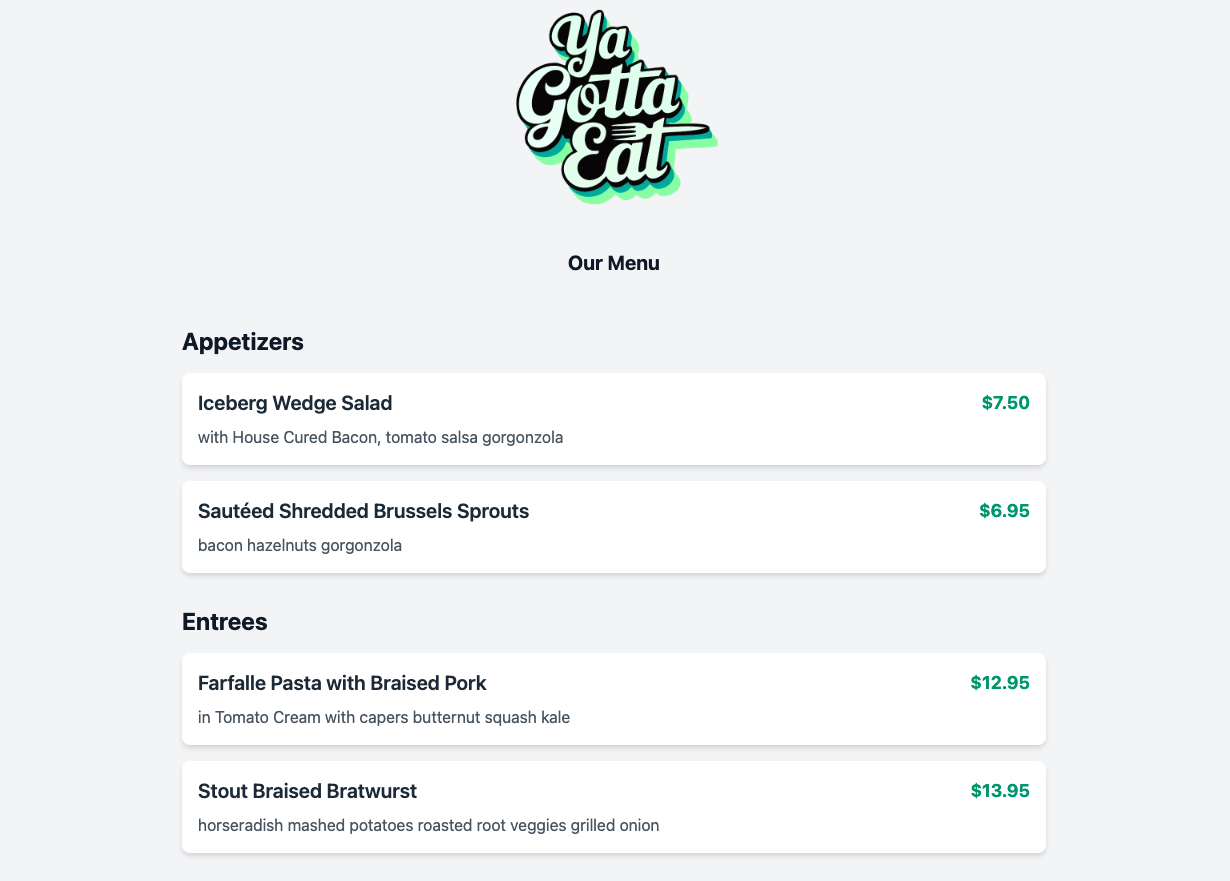 Ya
Gotta
Eat
Our Menu
Appetizers
Iceberg Wedge Salad $7.50
with House Cured Bacon, tomato salsa gorgonzola
Sautéed Shredded Brussels Sprouts $6.95
bacon hazelnuts gorgonzola
Entrees
Farfalle Pasta with Braised Pork $12.95
in Tomato Cream with capers butternut squash kale
Stout Braised Bratwurst $13.95
horseradish mashed potatoes roasted root veggies grilled onion